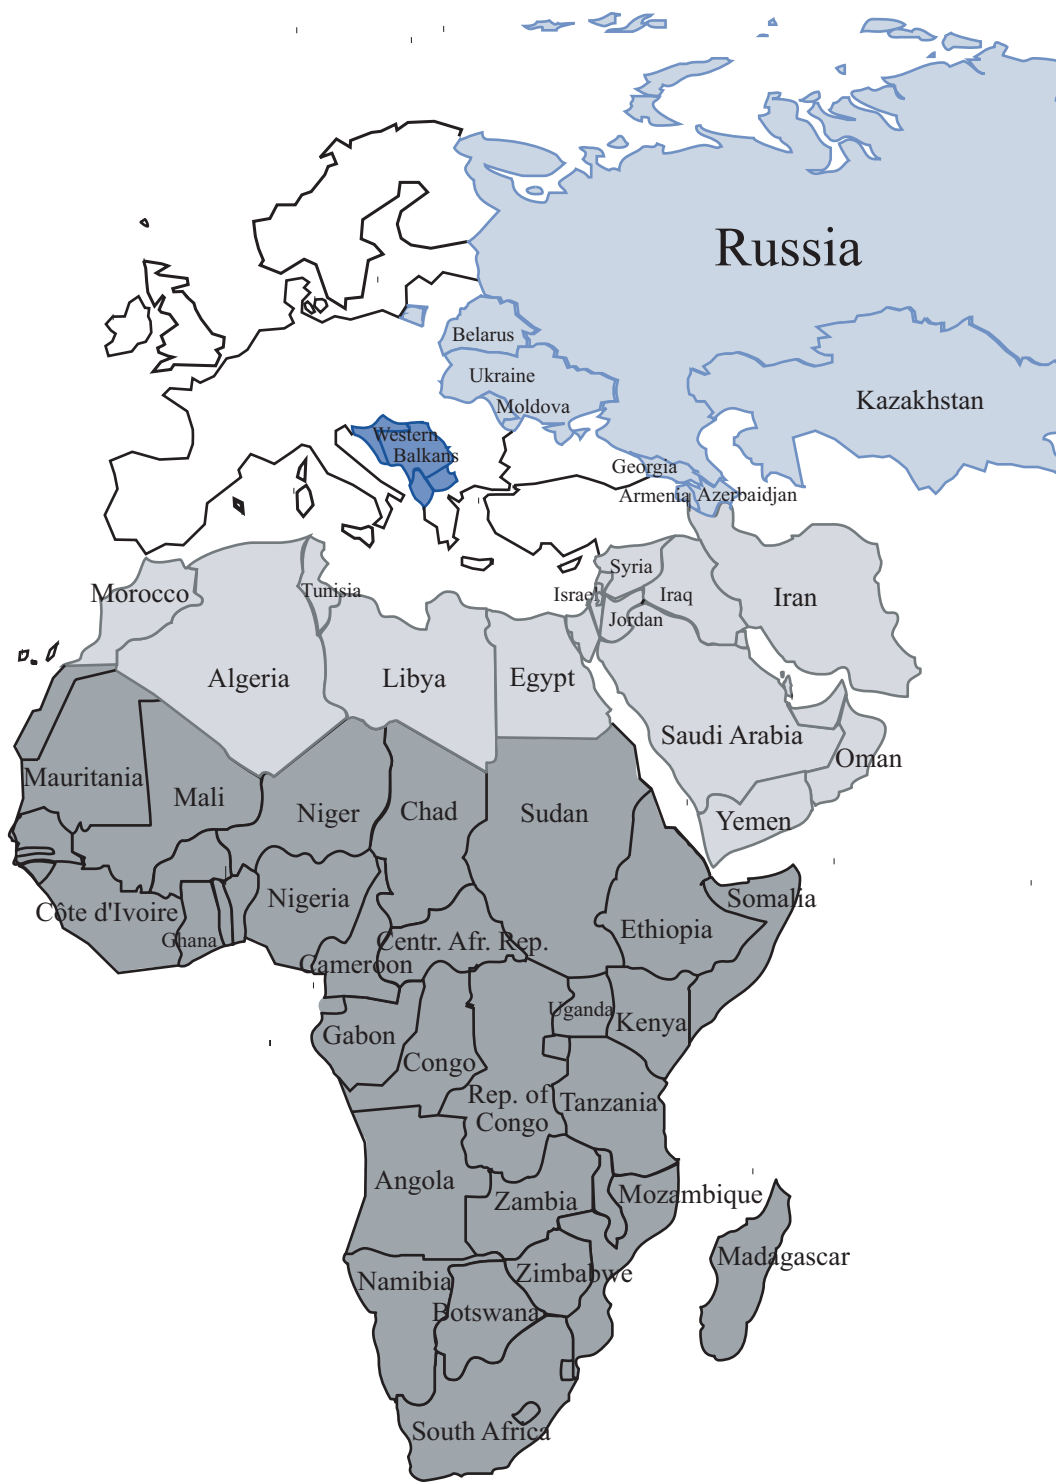 Russia
Belarus
Ukraine
Moldova
Kazakhstan
Western
Balkans
Georgia
Armenia
Azerbaidjan
Morocco
Tunisia
Israel
Syria
Iraq
Jordan
Iran
Algeria
Libya
Egypt
Saudi Arabia
Oman
Yemen
Mauritania
Mali
Niger
Chad
Sudan
Côte d'Ivoire
Ghana
Nigeria
Somalia
Ethiopia
Centr. Afr. Rep.
Cameroon
Uganda
Kenya
Gabon
Congo
Rep. of
Congo
Tanzania
Angola
Zambia
Mozambique
Madagascar
Namibia
Zimbabwe
Botswana
South Africa